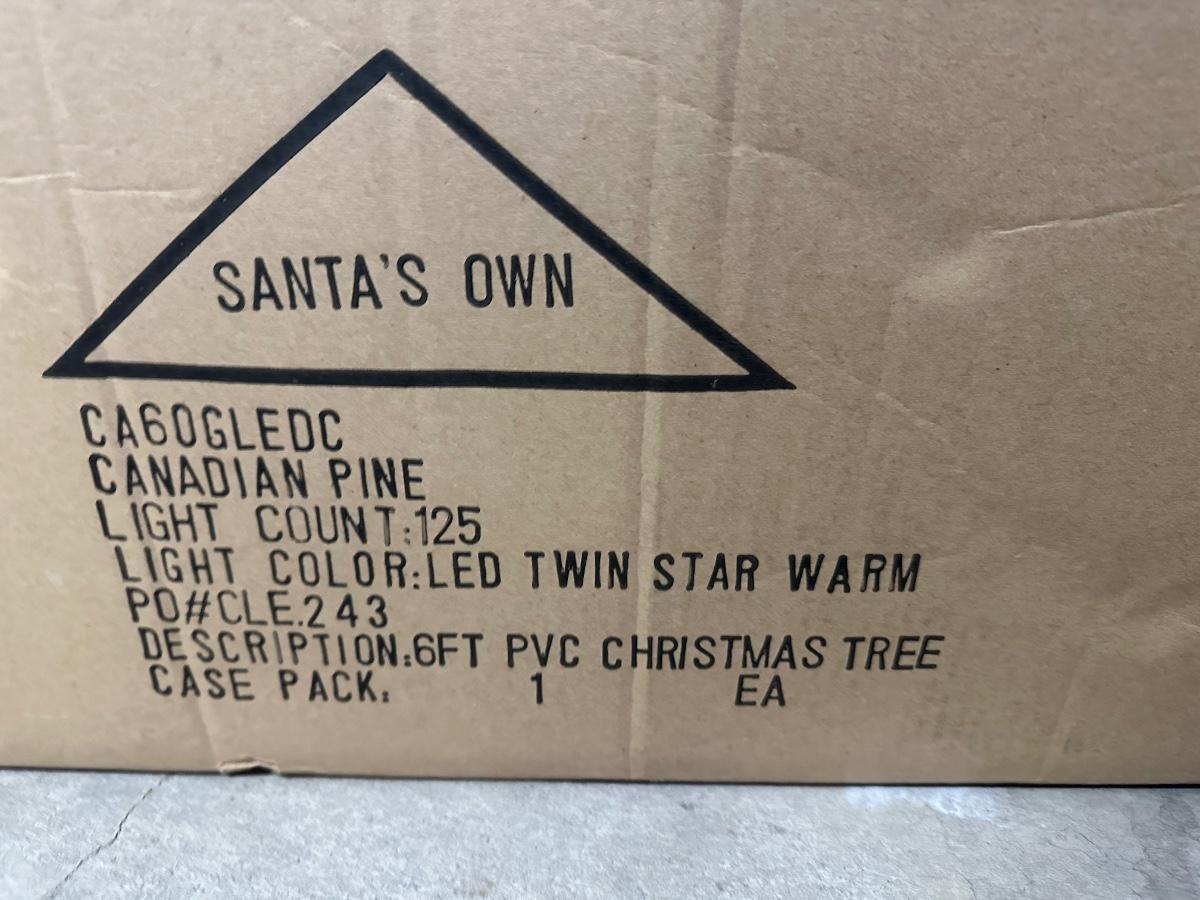 SANTA'S OWN
CA60GLEDC
CANADIAN PINE
LIGHT COUNT:125
LIGHT COLOR:LED TWIN STAR WARM
PO#CLE.243
DESCRIPTION:6FT PVC CHRISTMAS TREE
CASE PACK: 1 EA